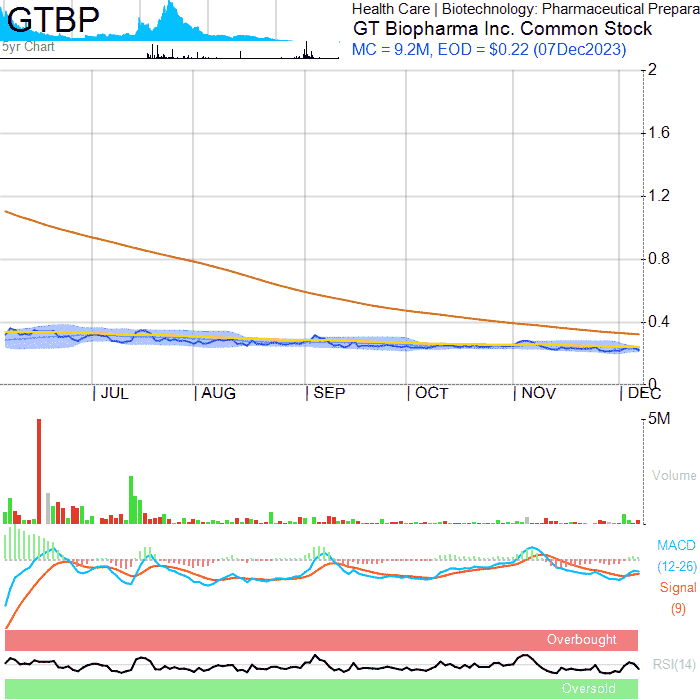 GTBP
5yr Chart
Health Care | Biotechnology: Pharmaceutical Prepara
GT Biopharma Inc. Common Stock
MC = 9.2M, EOD = $0.22 (07Dec2023)
2
1.6
1.2
0.8
0.4
0
JUL AUG SEP OCT NOV DEC
5M
Volume
MACD
(12-26)
Signal
(9)
Overbought
RSI(14)
Oversold